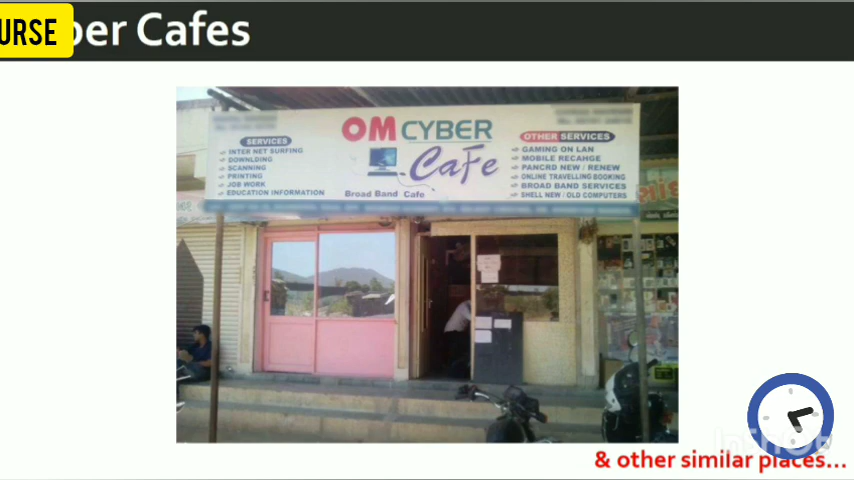 URSE
ber Cafes
OM CYBER
Cafe
Broad Band Cafe
SERVICES
INTER NET SURFING
DOWNLDING
SCANNING
PRINTING
JOB WORK
EDUCATION INFORMATION
OTHER SERVICES
GAMING ON LAN
MOBILE RECAHGE
PANCRD NEW / RENEW
ONLINE TRAVELLING BOOKING
BROAD BAND SERVICES
SHELL NEW / OLD COMPUTERS
& other similar places...